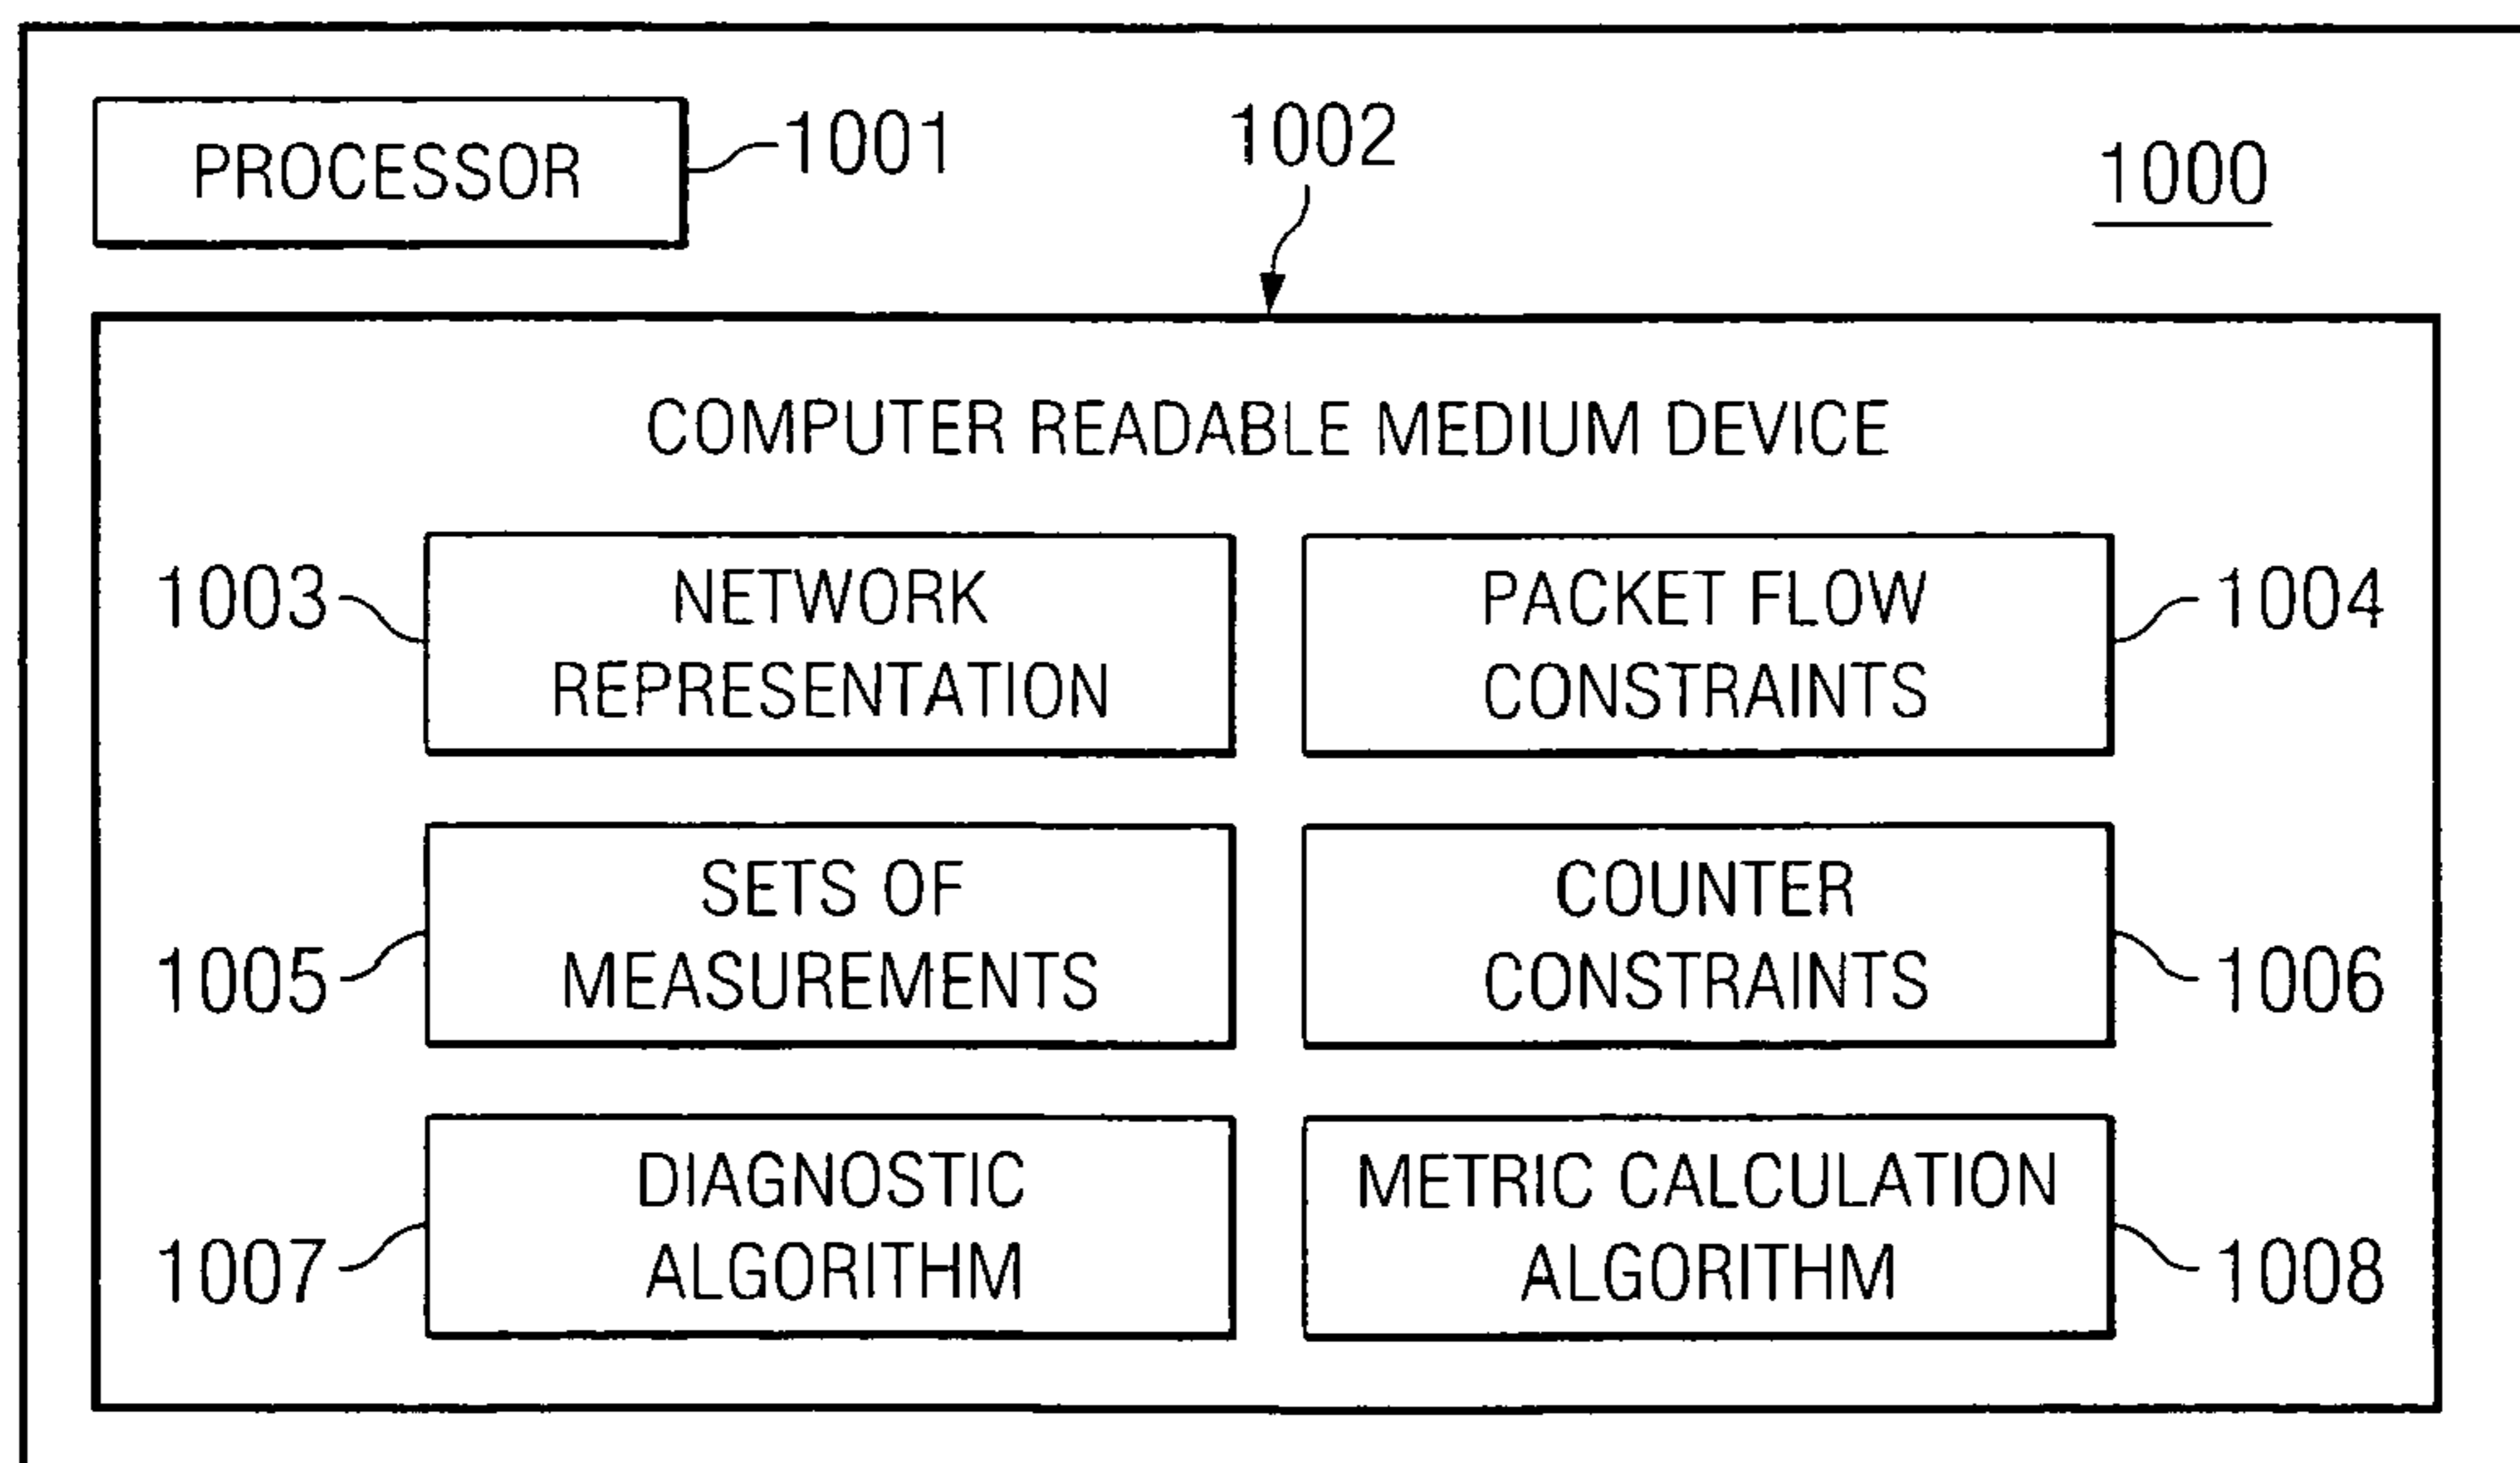 PROCESSOR
1001
1002
1000
COMPUTER READABLE MEDIUM DEVICE
1003
NETWORK
REPRESENTATION
PACKET FLOW
CONSTRAINTS
1004
1005
SETS OF
MEASUREMENTS
COUNTER
CONSTRAINTS
1006
1007
DIAGNOSTIC
ALGORITHM
METRIC CALCULATION
ALGORITHM
1008